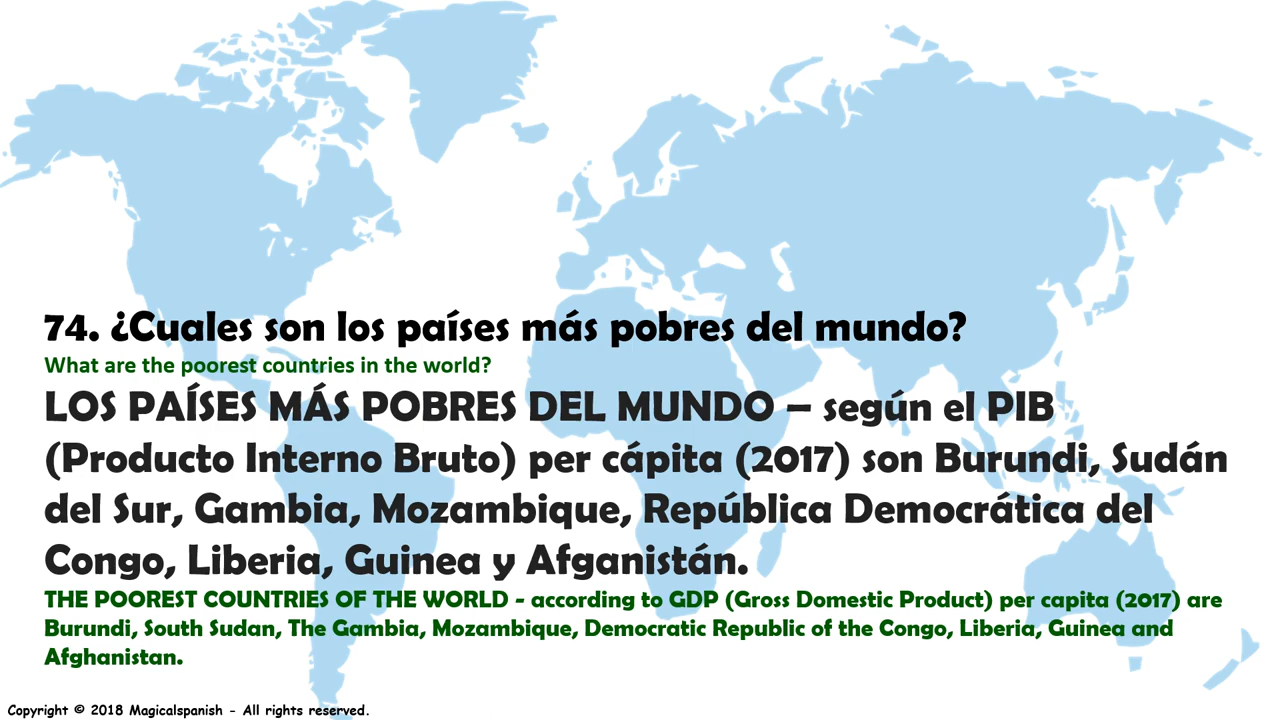 74. ¿Cuales son los países más pobres del mundo?
What are the poorest countries in the world?
LOS PAÍSES MÁS POBRES DEL MUNDO – según el PIB
(Producto Interno Bruto) per cápita (2017) son Burundi, Sudán
del Sur, Gambia, Mozambique, República Democrática del
Congo, Liberia, Guinea y Afganistán.
THE POOREST COUNTRIES OF THE WORLD - according to GDP (Gross Domestic Product) per capita (2017) are
Burundi, South Sudan, The Gambia, Mozambique, Democratic Republic of the Congo, Liberia, Guinea and
Afghanistan.
Copyright © 2018 Magicalspanish - All rights reserved.